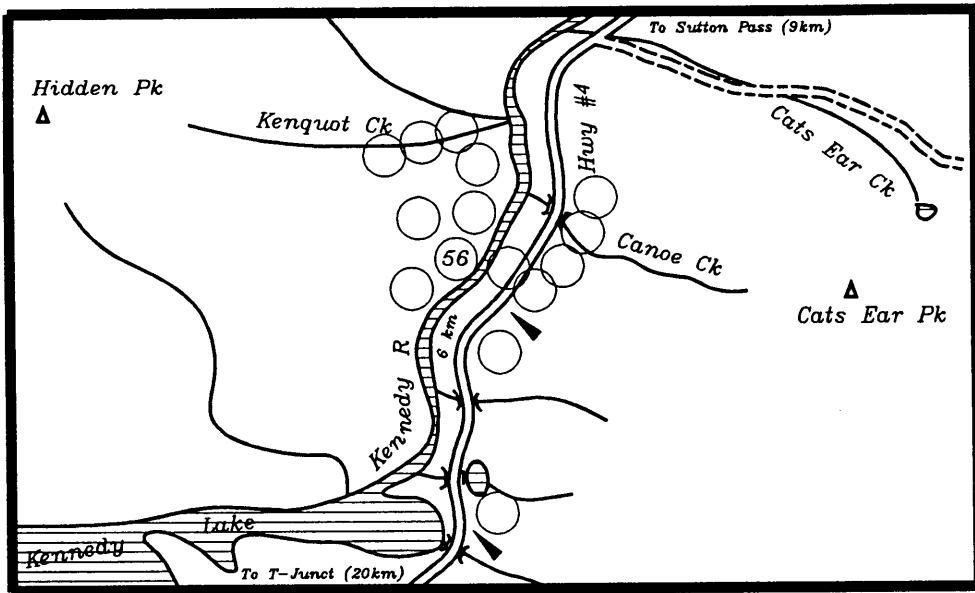 To Sutton Pass (9km)
Hidden Pk
Hwy #4
Kenquot Ck
Cats Ear Ck
Canoe Ck
56
Cats Ear Pk
6 km
Kennedy R
Kennedy Lake
To T-Junct (20km)